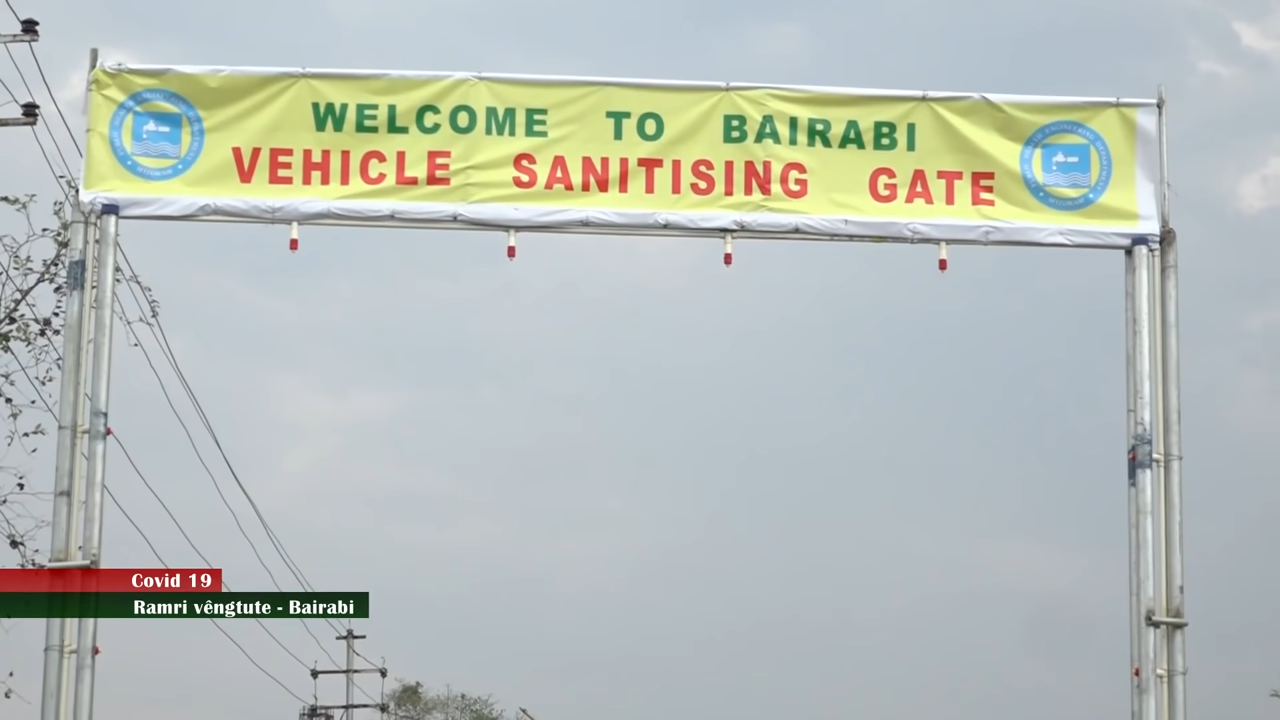 WELCOME TO BAIRABI
VEHICLE SANITISING GATE
Covid 19
Ramri vêngtute - Bairabi